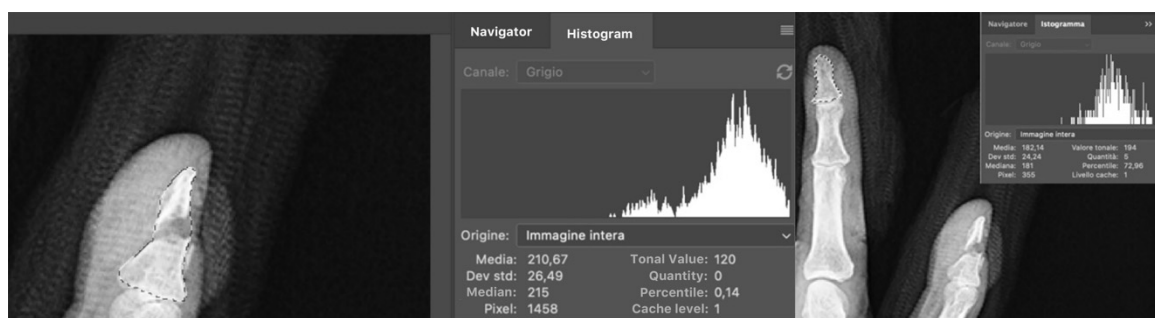 Navigator Histogram
Canale: Grigio
Origine: Immagine intera
Media: 210,67 Tonal Value: 120
Dev std: 26,49 Quantity: 0
Median: 215 Percentile: 0,14
Pixel: 1458 Cache level: 1
Navigatore Istogramma
Canale: Grigio
Origine: Immagine intera
Media: 182,14 Valore tonale: 194
Dev std: 24,24 Quantità: 5
Mediana: 181 Percentile: 72,96
Pixel: 355 Livello cache: 1